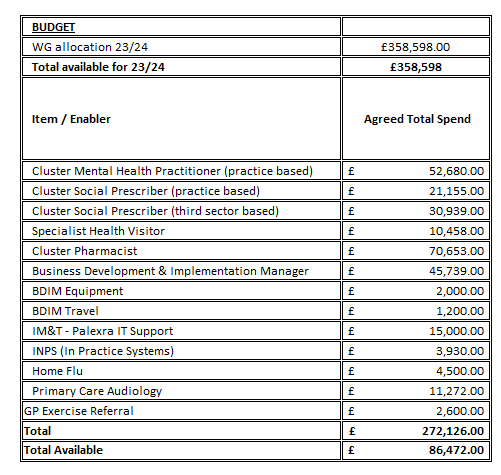 BUDGET
WG allocation 23/24 £358,598.00
Total available for 23/24 £358,598
Item / Enabler Agreed Total Spend
Cluster Mental Health Practitioner (practice based) £ 52,680.00
Cluster Social Prescriber (practice based) £ 21,155.00
Cluster Social Prescriber (third sector based) £ 30,939.00
Specialist Health Visitor £ 10,458.00
Cluster Pharmacist £ 70,653.00
Business Development & Implementation Manager £ 45,739.00
BDIM Equipment £ 2,000.00
BDIM Travel £ 1,200.00
IM&T - Palexra IT Support £ 15,000.00
INPS (In Practice Systems) £ 3,930.00
Home Flu £ 4,500.00
Primary Care Audiology £ 11,272.00
GP Exercise Referral £ 2,600.00
Total £ 272,126.00
Total Available £ 86,472.00